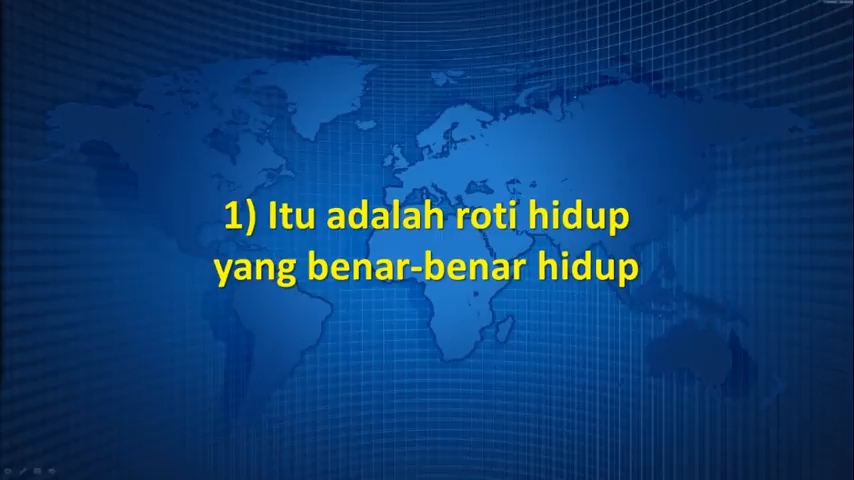 1) Itu adalah roti hidup
yang benar-benar hidup